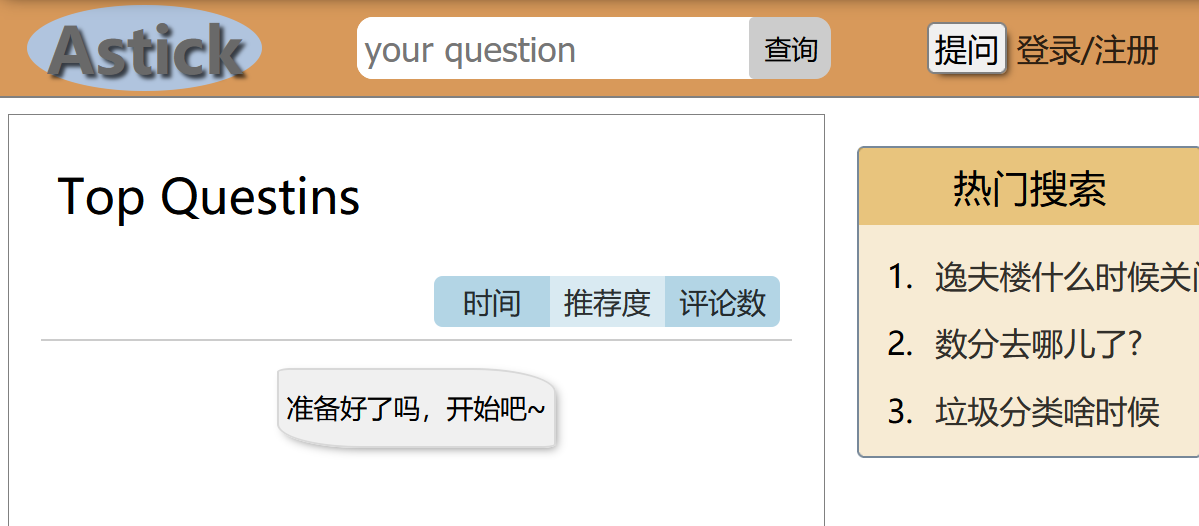 Astick
your question
查询
提问
登录/注册
Top Questins
时间
推荐度
评论数
准备好了吗，开始吧~
热门搜索
1. 逸夫楼什么时候关
2. 数分去哪儿了?
3. 垃圾分类啥时候